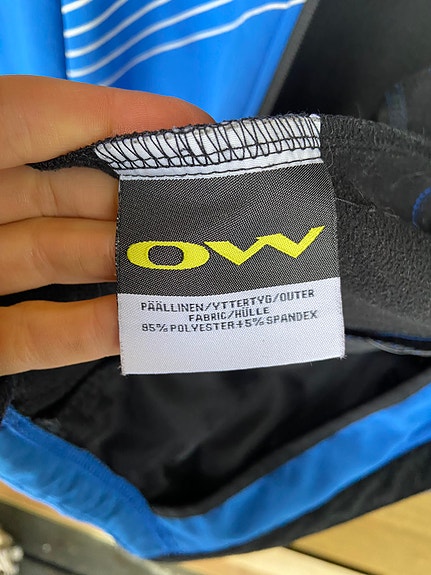 OW
PÄÄLLINEN/YTTERTYG/OUTER
FABRIC/HÜLLE
95% POLYESTER+5% SPANDEX